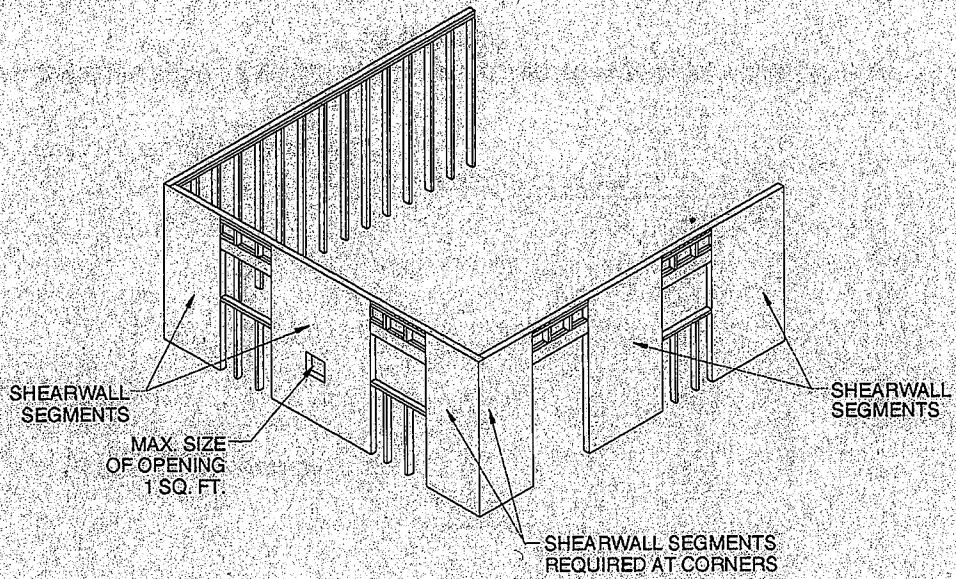 SHEARWALL
SEGMENTS
MAX. SIZE
OF OPENING
1 SQ. FT.
SHEARWALL
SEGMENTS
SHEARWALL SEGMENTS
REQUIRED AT CORNERS